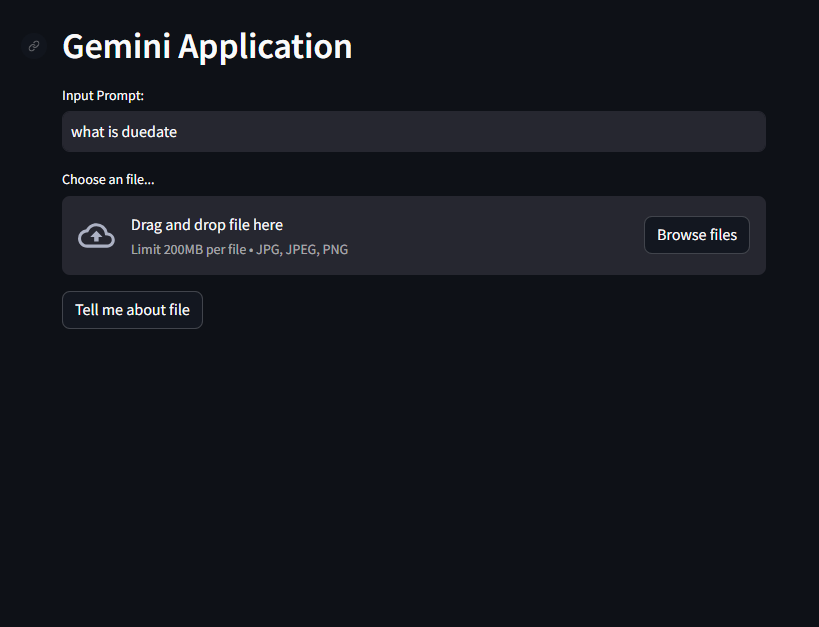 Gemini Application
Input Prompt:
what is duedate
Choose an file...
Drag and drop file here
Limit 200MB per file • JPG, JPEG, PNG
Browse files
Tell me about file